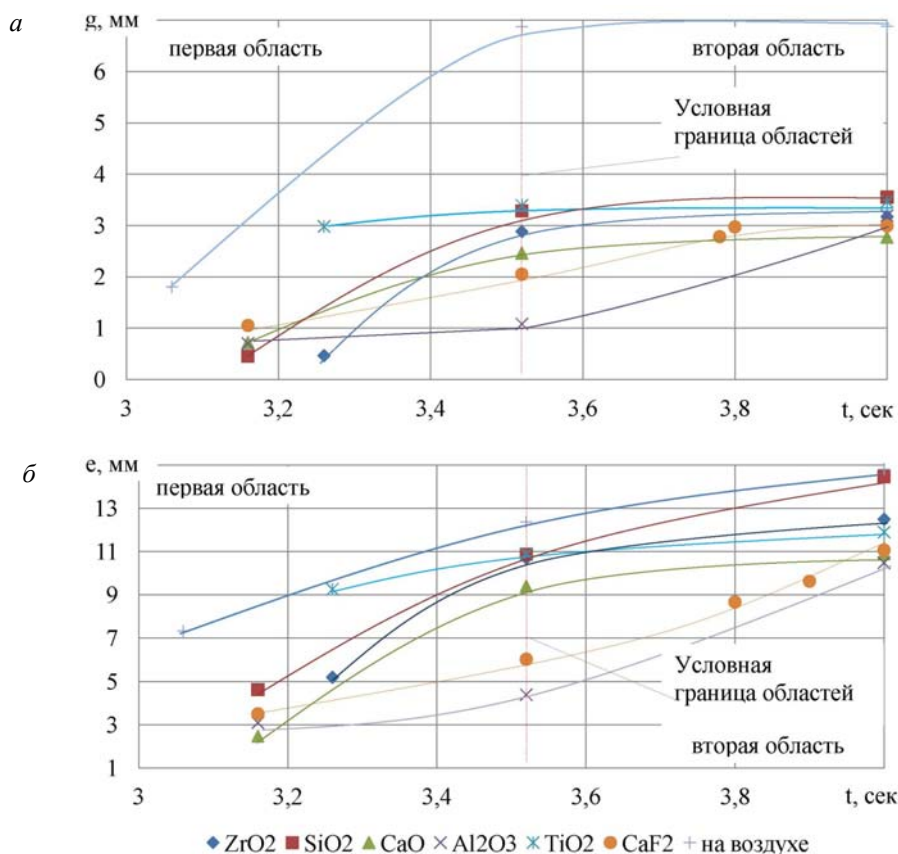 а
g, мм
первая область
вторая область
6
Условная
граница областей
5
4
3
2
1
0
3
3,2
3,4
3,6
3,8
t, сек
б
е, мм
первая область
13
11
9
7
Условная
граница областей
5
3
вторая область
1
3
3,2
3,4
3,6
3,8
t, сек
ZrO2 SiO2 CaO Al2O3 TiO2 CaF2 на воздухе